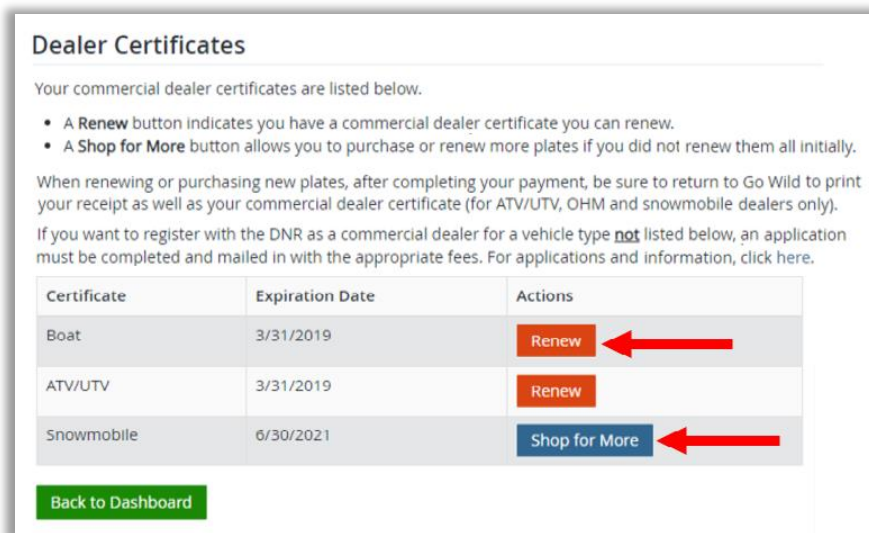 Dealer Certificates
Your commercial dealer certificates are listed below.
• A Renew button indicates you have a commercial dealer certificate you can renew.
• A Shop for More button allows you to purchase or renew more plates if you did not renew them all initially.
When renewing or purchasing new plates, after completing your payment, be sure to return to Go Wild to print
your receipt as well as your commercial dealer certificate (for ATV/UTV, OHM and snowmobile dealers only).
If you want to register with the DNR as a commercial dealer for a vehicle type not listed below, an application
must be completed and mailed in with the appropriate fees. For applications and information, click here.
Certificate Expiration Date Actions
Boat 3/31/2019 Renew
ATV/UTV 3/31/2019 Renew
Snowmobile 6/30/2021 Shop for More
Back to Dashboard